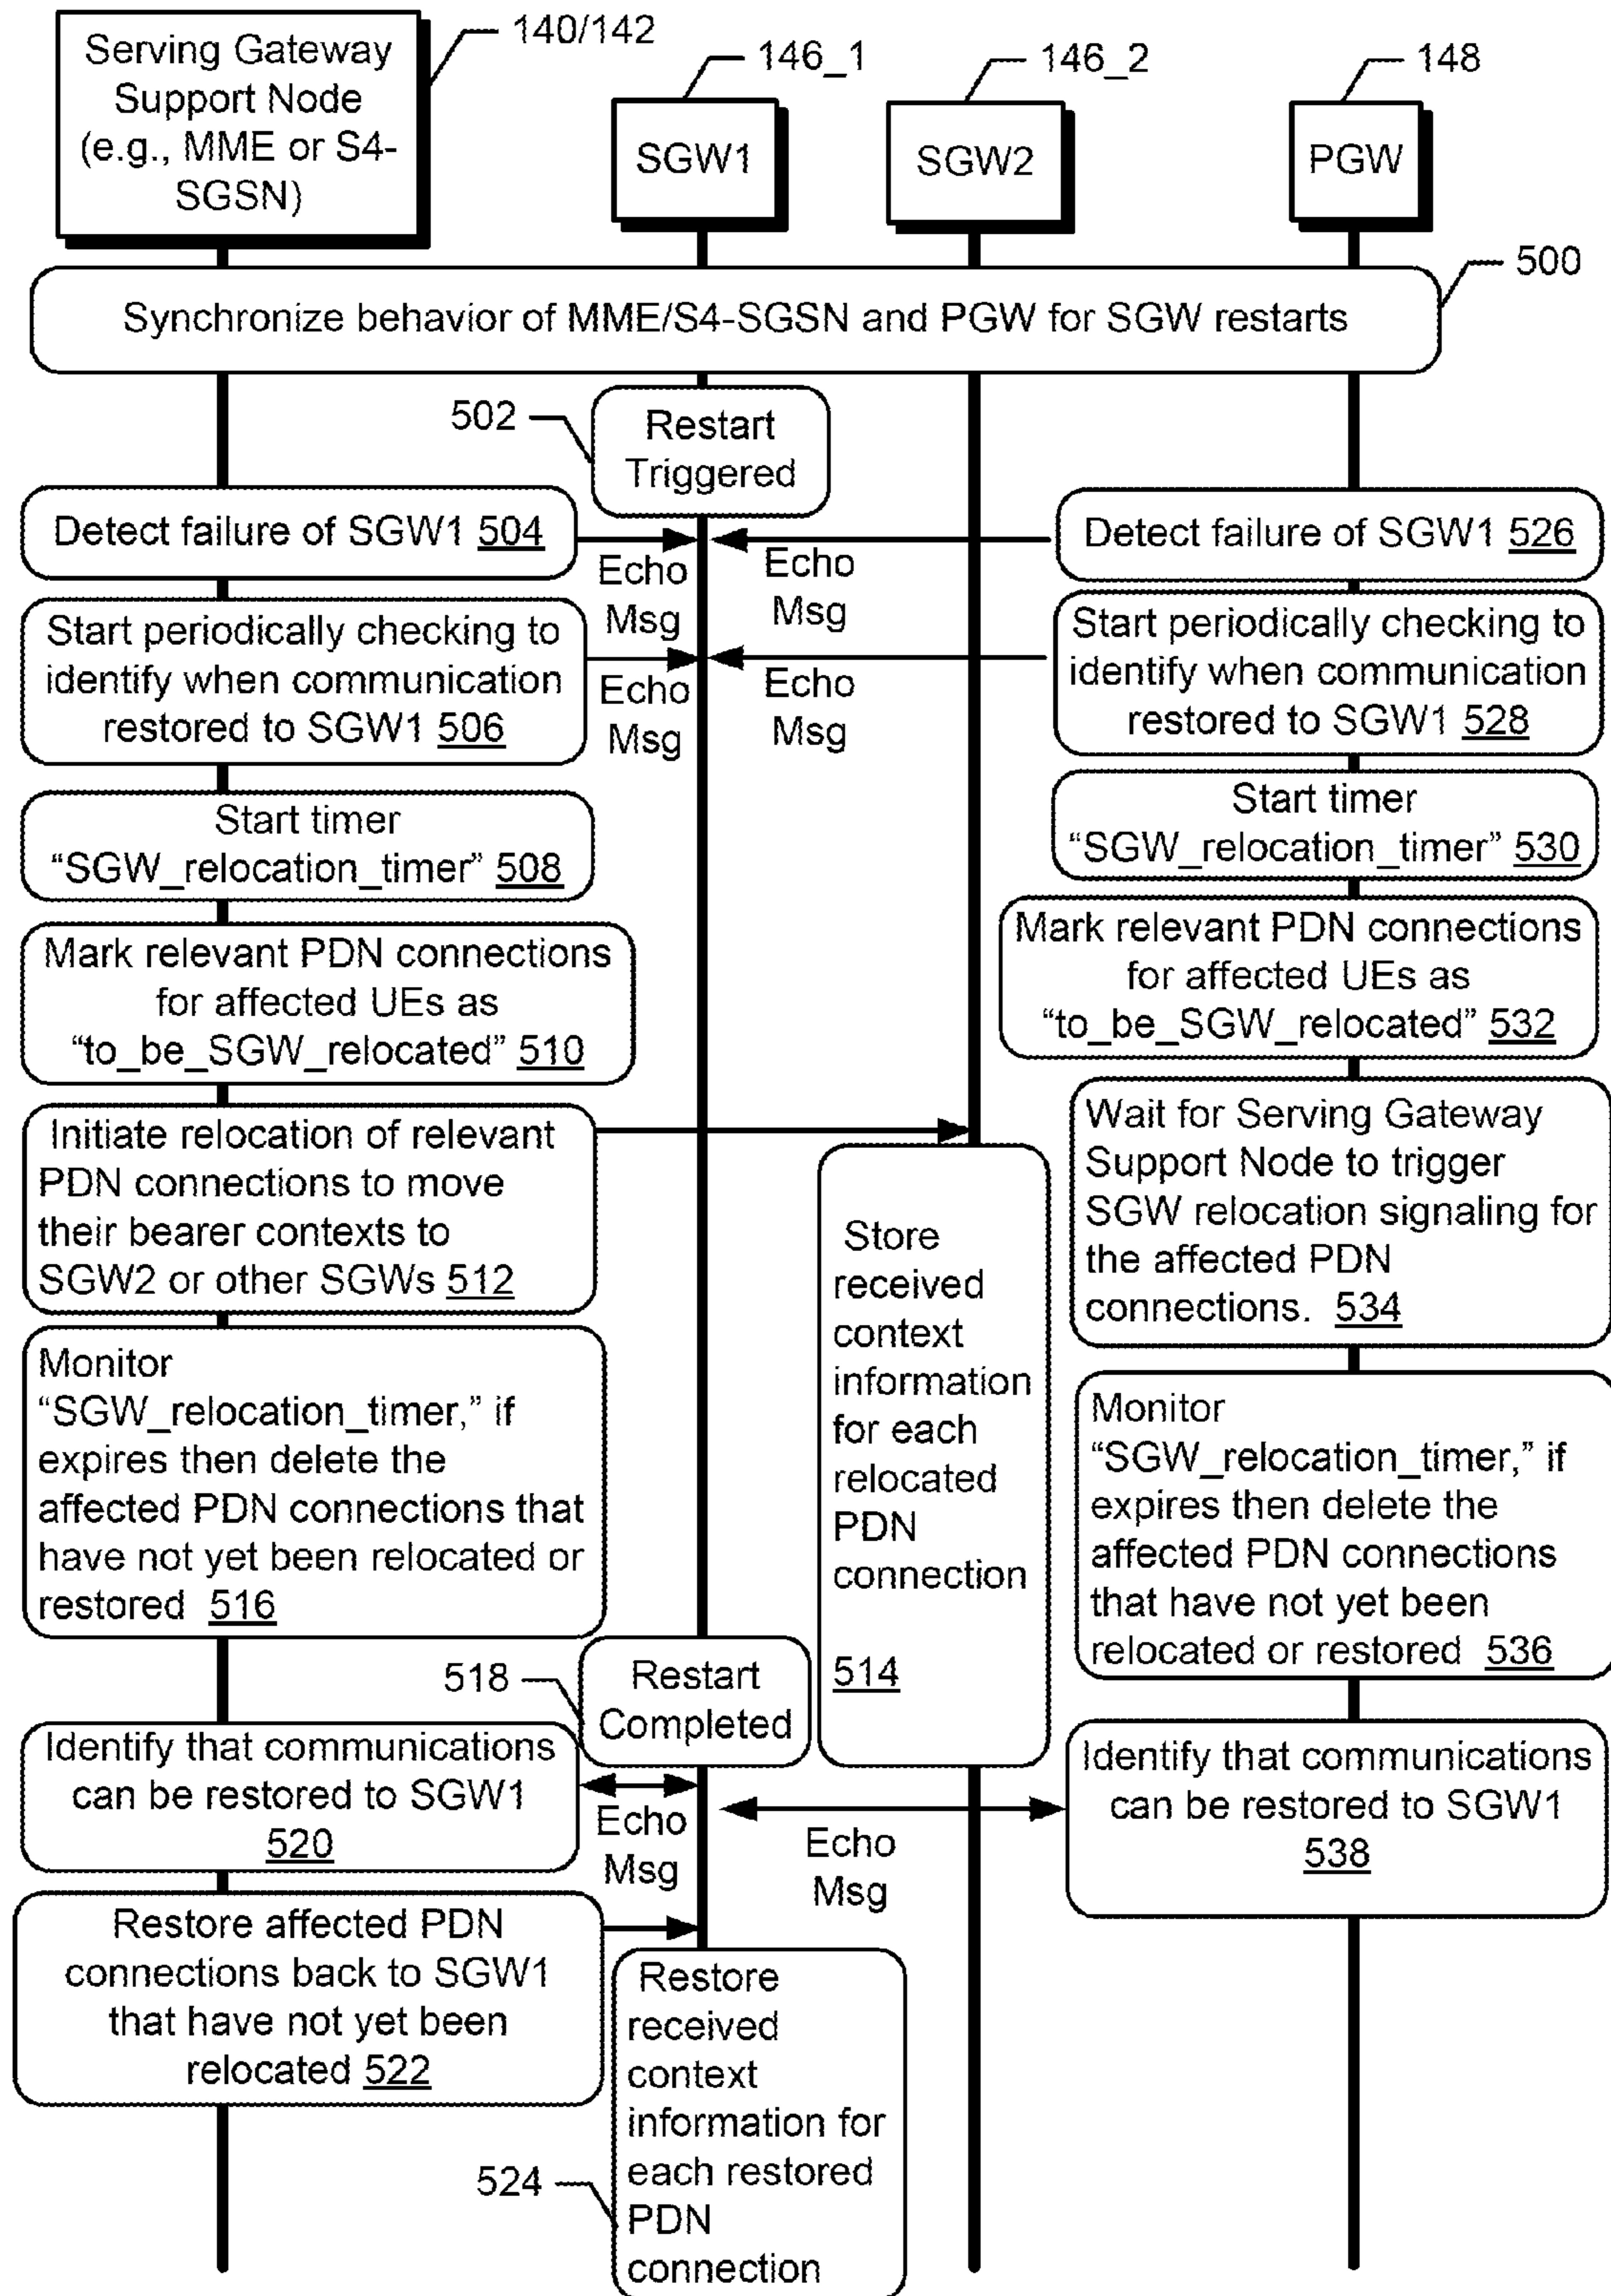 140/142
146_1
146_2
148
Serving Gateway
Support Node
(e.g., MME or S4-
SGSN)
SGW1
SGW2
PGW
500
Synchronize behavior of MME/S4-SGSN and PGW for SGW restarts
502
Restart
Triggered
Detect failure of SGW1 504
Echo
Msg
Echo
Msg
Detect failure of SGW1 526
Start periodically checking to
identify when communication
restored to SGW1 506
Echo
Msg
Echo
Msg
Start periodically checking to
identify when communication
restored to SGW1 528
Start timer
“SGW_relocation_timer” 508
Start timer
“SGW_relocation_timer” 530
Mark relevant PDN connections
for affected UEs as
“to_be_SGW_relocated” 510
Mark relevant PDN connections
for affected UEs as
“to_be_SGW_relocated” 532
Initiate relocation of relevant
PDN connections to move
their bearer contexts to
SGW2 or other SGWs 512
Store
received
context
information
for each
relocated
PDN
connection
514
Wait for Serving Gateway
Support Node to trigger
SGW relocation signaling for
the affected PDN
connections. 534
Monitor
“SGW_relocation_timer,” if
expires then delete the
affected PDN connections that
have not yet been relocated or
restored 516
Monitor
“SGW_relocation_timer,” if
expires then delete the
affected PDN connections
that have not yet been
relocated or restored 536
518
Restart
Completed
Identify that communications
can be restored to SGW1
520
Echo
Msg
Echo
Msg
Identify that communications
can be restored to SGW1
538
Restore affected PDN
connections back to SGW1
that have not yet been
relocated 522
524
Restore
received
context
information for
each restored
PDN
connection